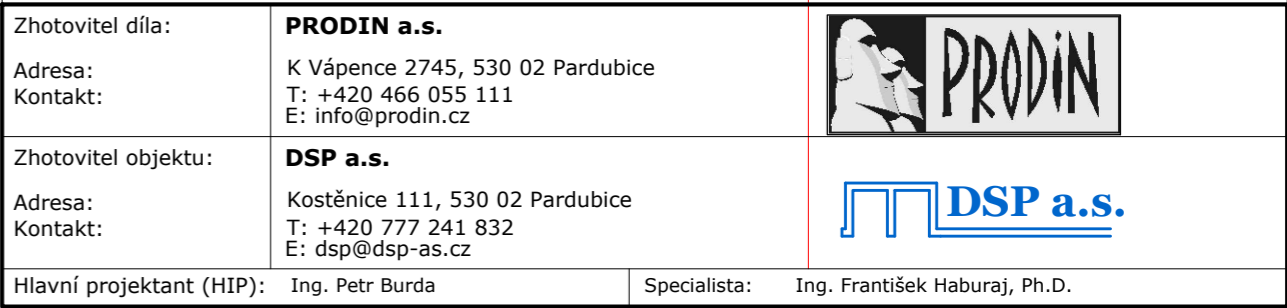 Zhotovitel díla: PRODIN a.s.
Adresa: K Vápence 2745, 530 02 Pardubice
Kontakt: T: +420 466 055 111
E: info@prodin.cz
PRODiN
Zhotovitel objektu: DSP a.s.
Adresa: Kostěnice 111, 530 02 Pardubice
Kontakt: T: +420 777 241 832
E: dsp@dsp-as.cz
DSP a.s.
Hlavní projektant (HIP): Ing. Petr Burda Specialista: Ing. František Haburaj, Ph.D.